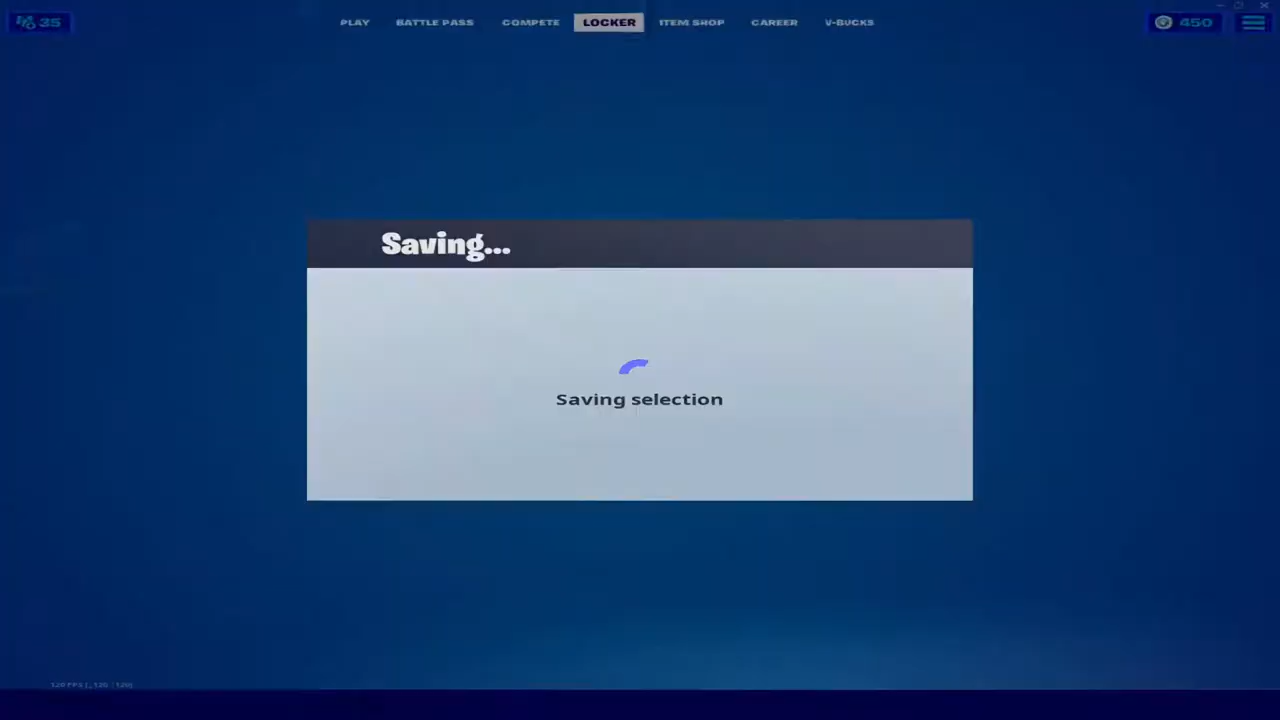 35
PLAY BATTLE PASS COMPETE LOCKER ITEM SHOP CAREER V-BUCKS
450
Saving...
Saving selection